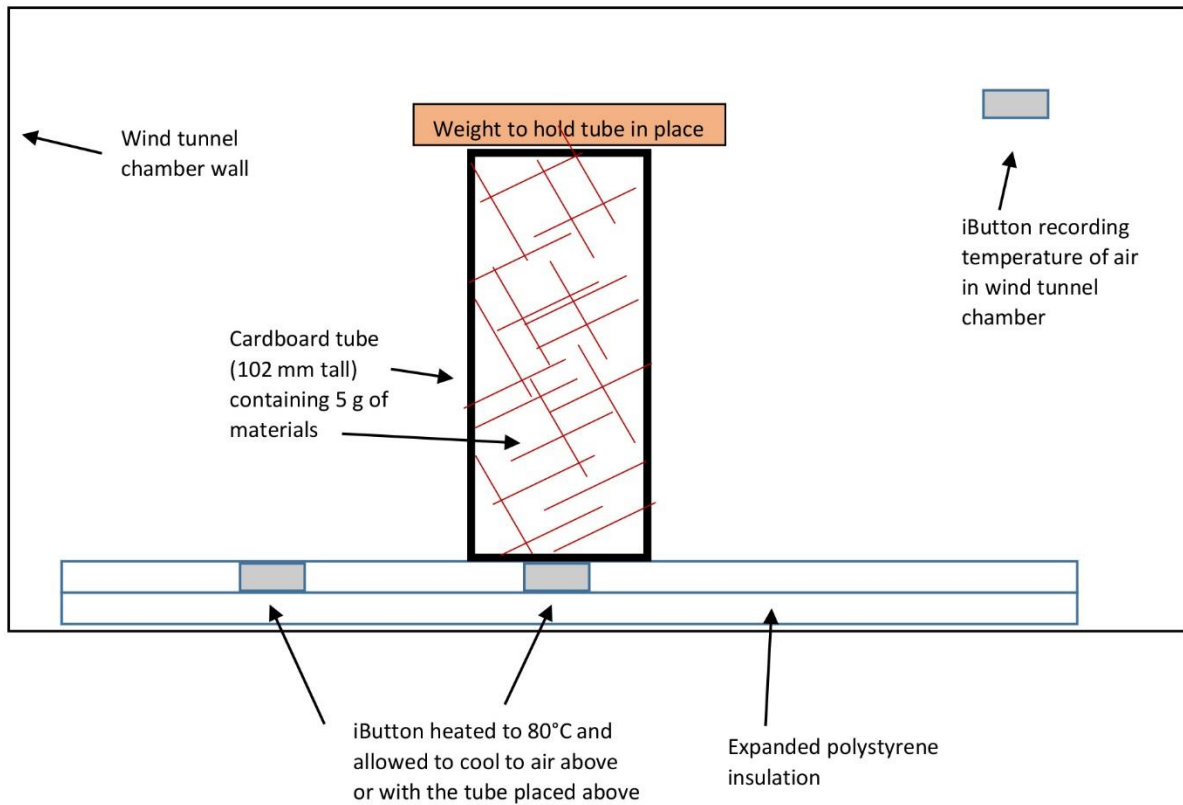 Weight to hold tube in place
Wind tunnel
chamber wall
iButton recording
temperature of air
in wind tunnel
chamber
Cardboard tube
(102 mm tall)
containing 5 g of
materials
iButton heated to 80°C and
allowed to cool to air above
or with the tube placed above
Expanded polystyrene
insulation